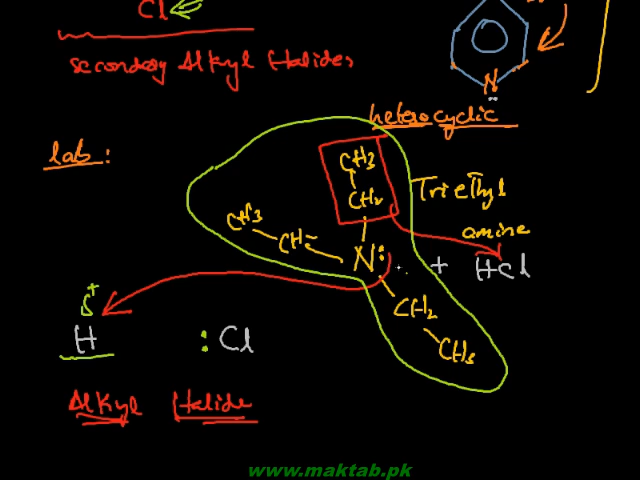 Cl
secondary Alkyl Halides
N
heterocyclic
lab:
CH3
CH2
Triethyl
amine
CH3
CH2
N:
+ HCl
δ+
H :Cl
CH2
CH3
Alkyl Halide
www.maktab.pk